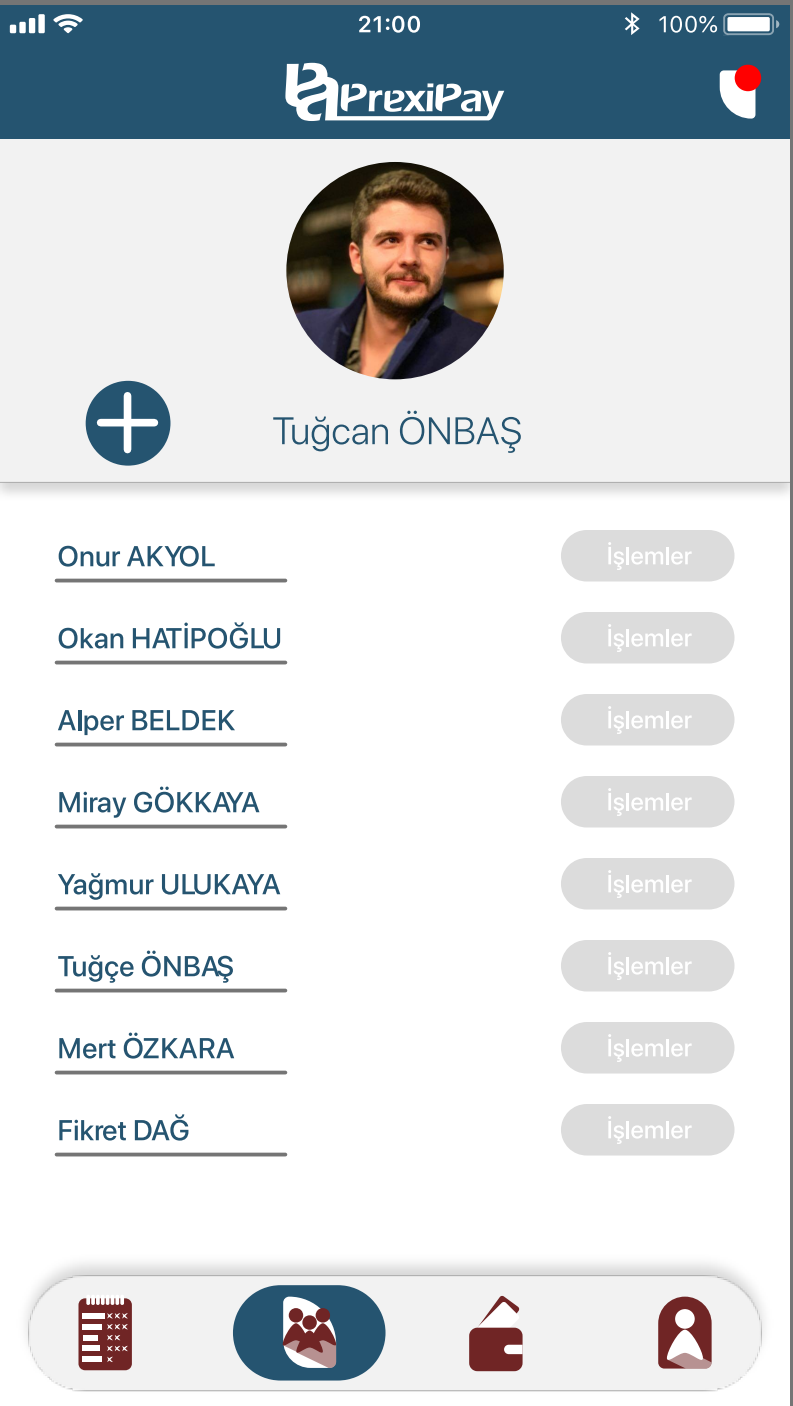 21:00
100%
PrexiPay
Tuğcan ÖNBAŞ
Onur AKYOL
İşlemler
Okan HATİPOĞLU
İşlemler
Alper BELDEK
İşlemler
Miray GÖKKAYA
İşlemler
Yağmur ULUKAYA
İşlemler
Tuğçe ÖNBAŞ
İşlemler
Mert ÖZKARA
İşlemler
Fikret DAĞ
İşlemler